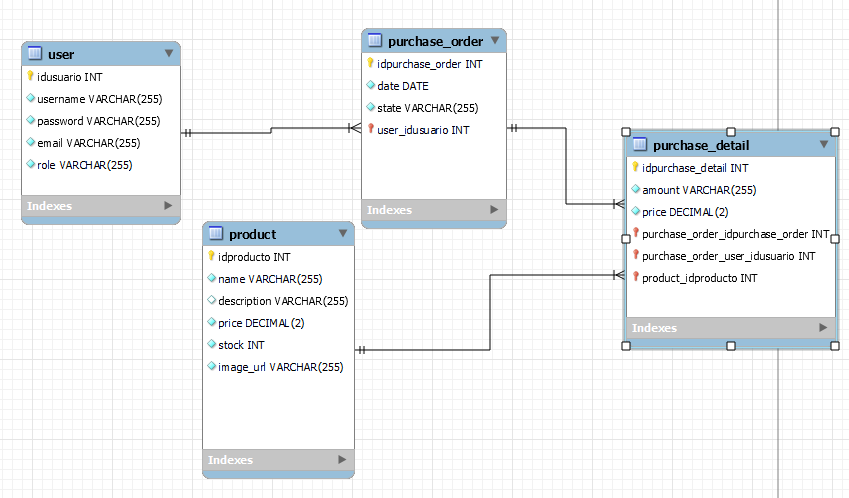 user
idusuario INT
username VARCHAR(255)
password VARCHAR(255)
email VARCHAR(255)
role VARCHAR(255)
Indexes
purchase_order
idpurchase_order INT
date DATE
state VARCHAR(255)
user_idusuario INT
Indexes
product
idproducto INT
name VARCHAR(255)
description VARCHAR(255)
price DECIMAL(2)
stock INT
image_url VARCHAR(255)
Indexes
purchase_detail
idpurchase_detail INT
amount VARCHAR(255)
price DECIMAL(2)
purchase_order_idpurchase_order INT
purchase_order_user_idusuario INT
product_idproducto INT
Indexes